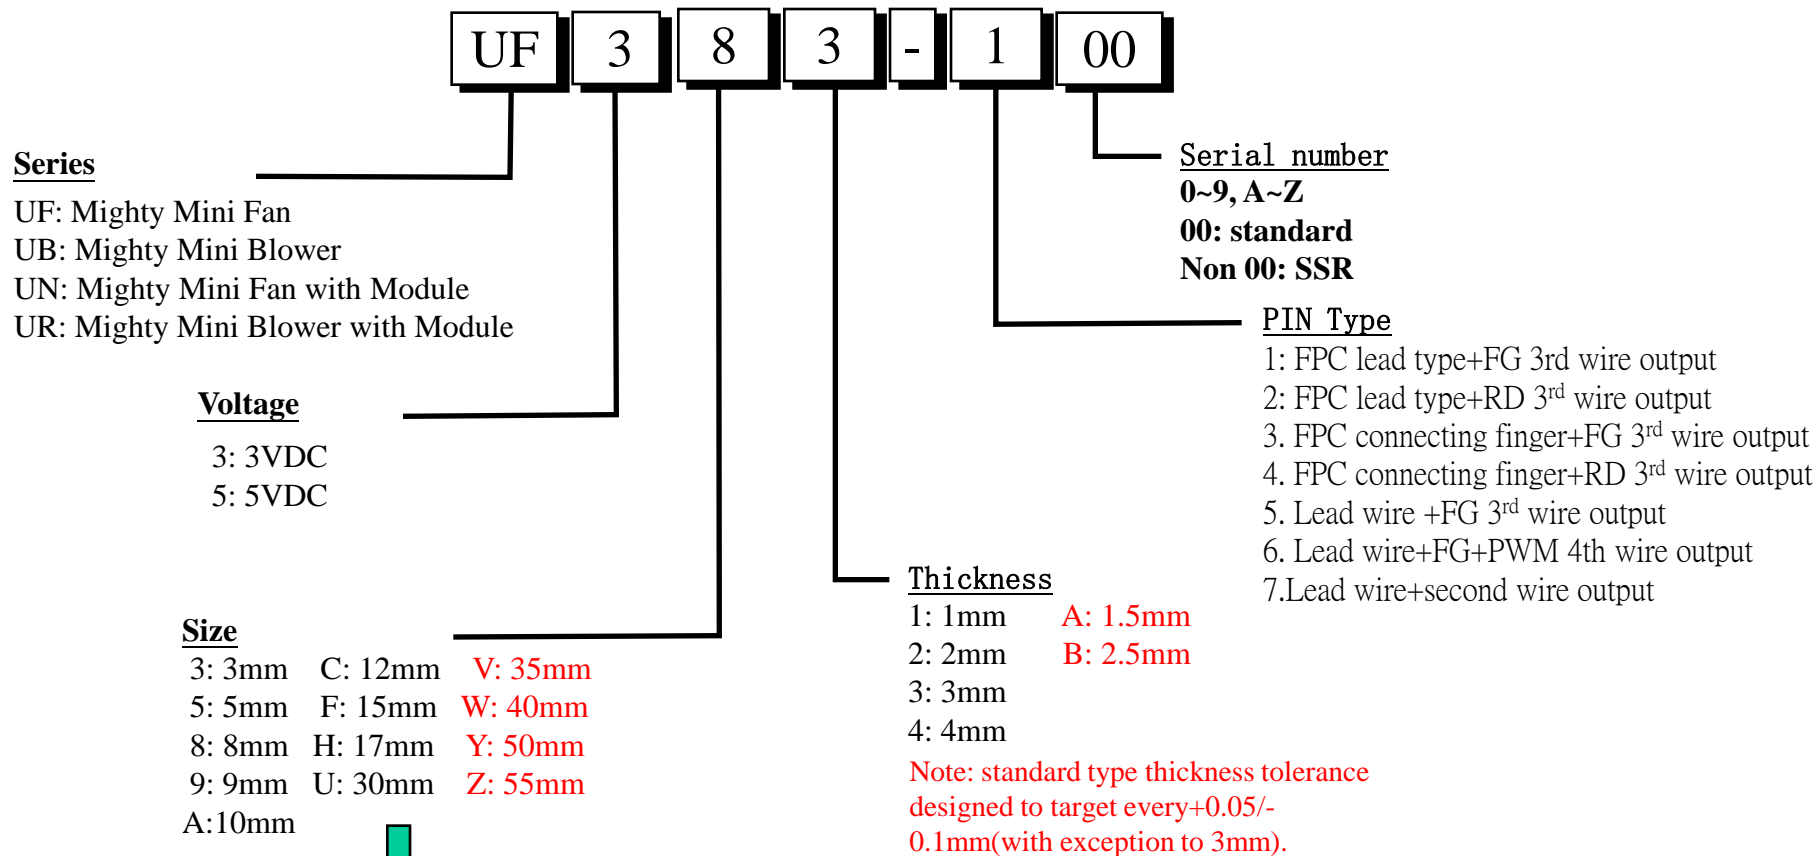 UF 3 8 3 - 1 00
Series
UF: Mighty Mini Fan
UB: Mighty Mini Blower
UN: Mighty Mini Fan with Module
UR: Mighty Mini Blower with Module
Voltage
3: 3VDC
5: 5VDC
Size
3: 3mm C: 12mm V: 35mm
5: 5mm F: 15mm W: 40mm
8: 8mm H: 17mm Y: 50mm
9: 9mm U: 30mm Z: 55mm
A:10mm
Thickness
1: 1mm A: 1.5mm
2: 2mm B: 2.5mm
3: 3mm
4: 4mm
Note: standard type thickness tolerance
designed to target every+0.05/-
0.1mm(with exception to 3mm).
PIN Type
1: FPC lead type+FG 3rd wire output
2: FPC lead type+RD 3rd wire output
3. FPC connecting finger+FG 3rd wire output
4. FPC connecting finger+RD 3rd wire output
5. Lead wire +FG 3rd wire output
6. Lead wire+FG+PWM 4th wire output
7.Lead wire+second wire output
Serial number
0~9, A~Z
00: standard
Non 00: SSR